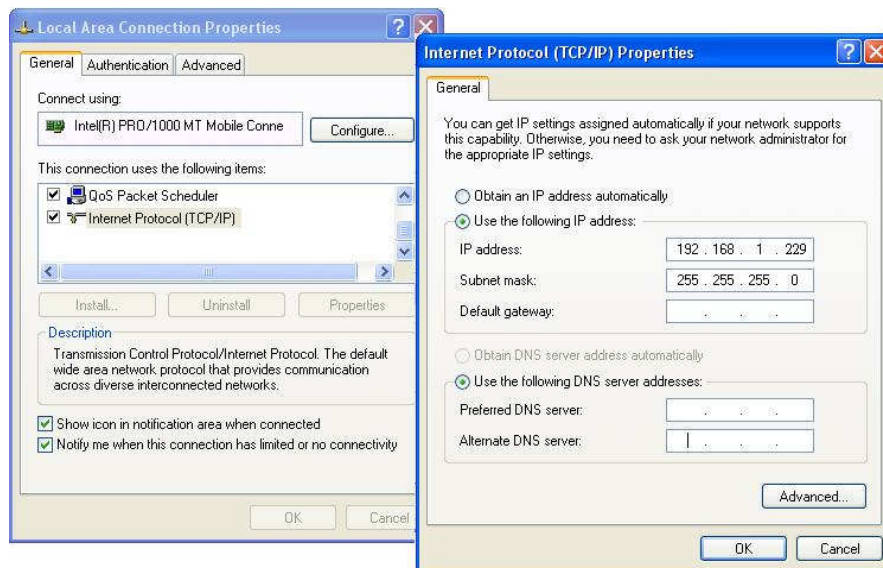 Local Area Connection Properties
General
Authentication
Advanced
Connect using:
Intel(R) PRO/1000 MT Mobile Conne
Configure...
This connection uses the following items:
QoS Packet Scheduler
Internet Protocol (TCP/IP)
Install...
Uninstall
Properties
Description
Transmission Control Protocol/Internet Protocol. The default
wide area network protocol that provides communication
across diverse interconnected networks.
Show icon in notification area when connected
Notify me when this connection has limited or no connectivity
OK
Cancel
Internet Protocol (TCP/IP) Properties
General
You can get IP settings assigned automatically if your network supports
this capability. Otherwise, you need to ask your network administrator for
the appropriate IP settings.
Obtain an IP address automatically
Use the following IP address:
IP address: 192 . 168 . 1 . 229
Subnet mask: 255 . 255 . 255 . 0
Default gateway: . . .
Obtain DNS server address automatically
Use the following DNS server addresses:
Preferred DNS server: . . .
Alternate DNS server: . . .
Advanced...
OK
Cancel